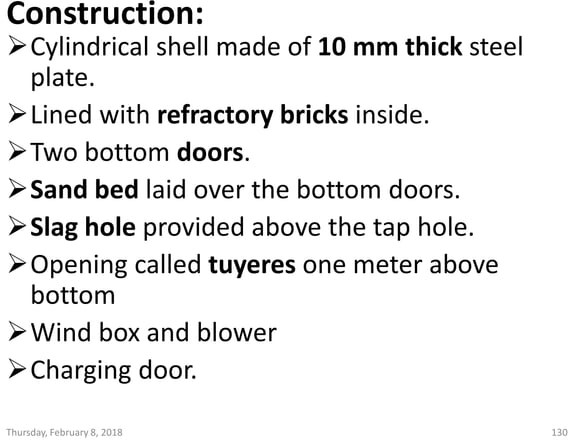 Construction:
➢Cylindrical shell made of 10 mm thick steel
plate.
➢Lined with refractory bricks inside.
➢Two bottom doors.
➢Sand bed laid over the bottom doors.
➢Slag hole provided above the tap hole.
➢Opening called tuyeres one meter above
bottom
➢Wind box and blower
➢Charging door.
Thursday, February 8, 2018 130